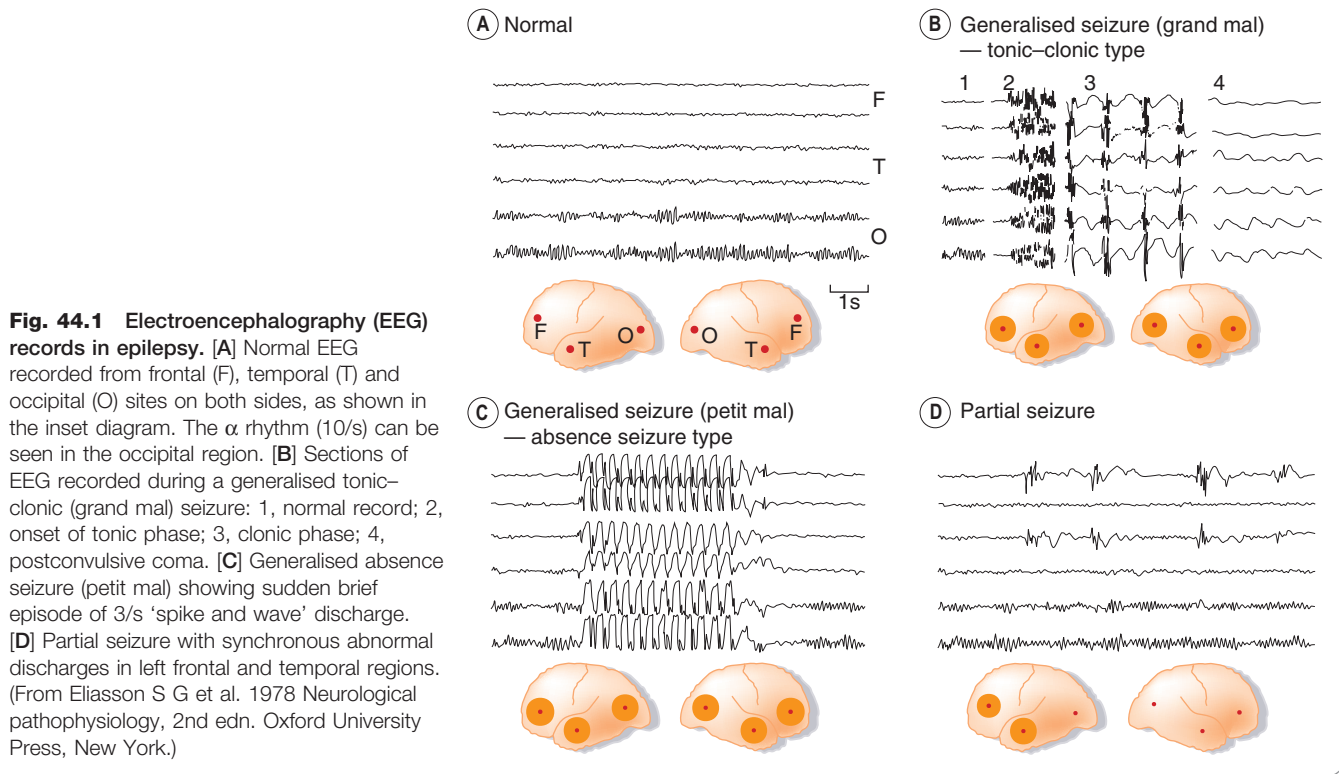 A Normal
F
T
O
1s
F
T
O
O
T
F
B Generalised seizure (grand mal)
— tonic–clonic type
1 2 3 4
C Generalised seizure (petit mal)
— absence seizure type
D Partial seizure
Fig. 44.1 Electroencephalography (EEG)
records in epilepsy. [A] Normal EEG
recorded from frontal (F), temporal (T) and
occipital (O) sites on both sides, as shown in
the inset diagram. The α rhythm (10/s) can be
seen in the occipital region. [B] Sections of
EEG recorded during a generalised tonic–
clonic (grand mal) seizure: 1, normal record; 2,
onset of tonic phase; 3, clonic phase; 4,
postconvulsive coma. [C] Generalised absence
seizure (petit mal) showing sudden brief
episode of 3/s ‘spike and wave’ discharge.
[D] Partial seizure with synchronous abnormal
discharges in left frontal and temporal regions.
(From Eliasson S G et al. 1978 Neurological
pathophysiology, 2nd edn. Oxford University
Press, New York.)